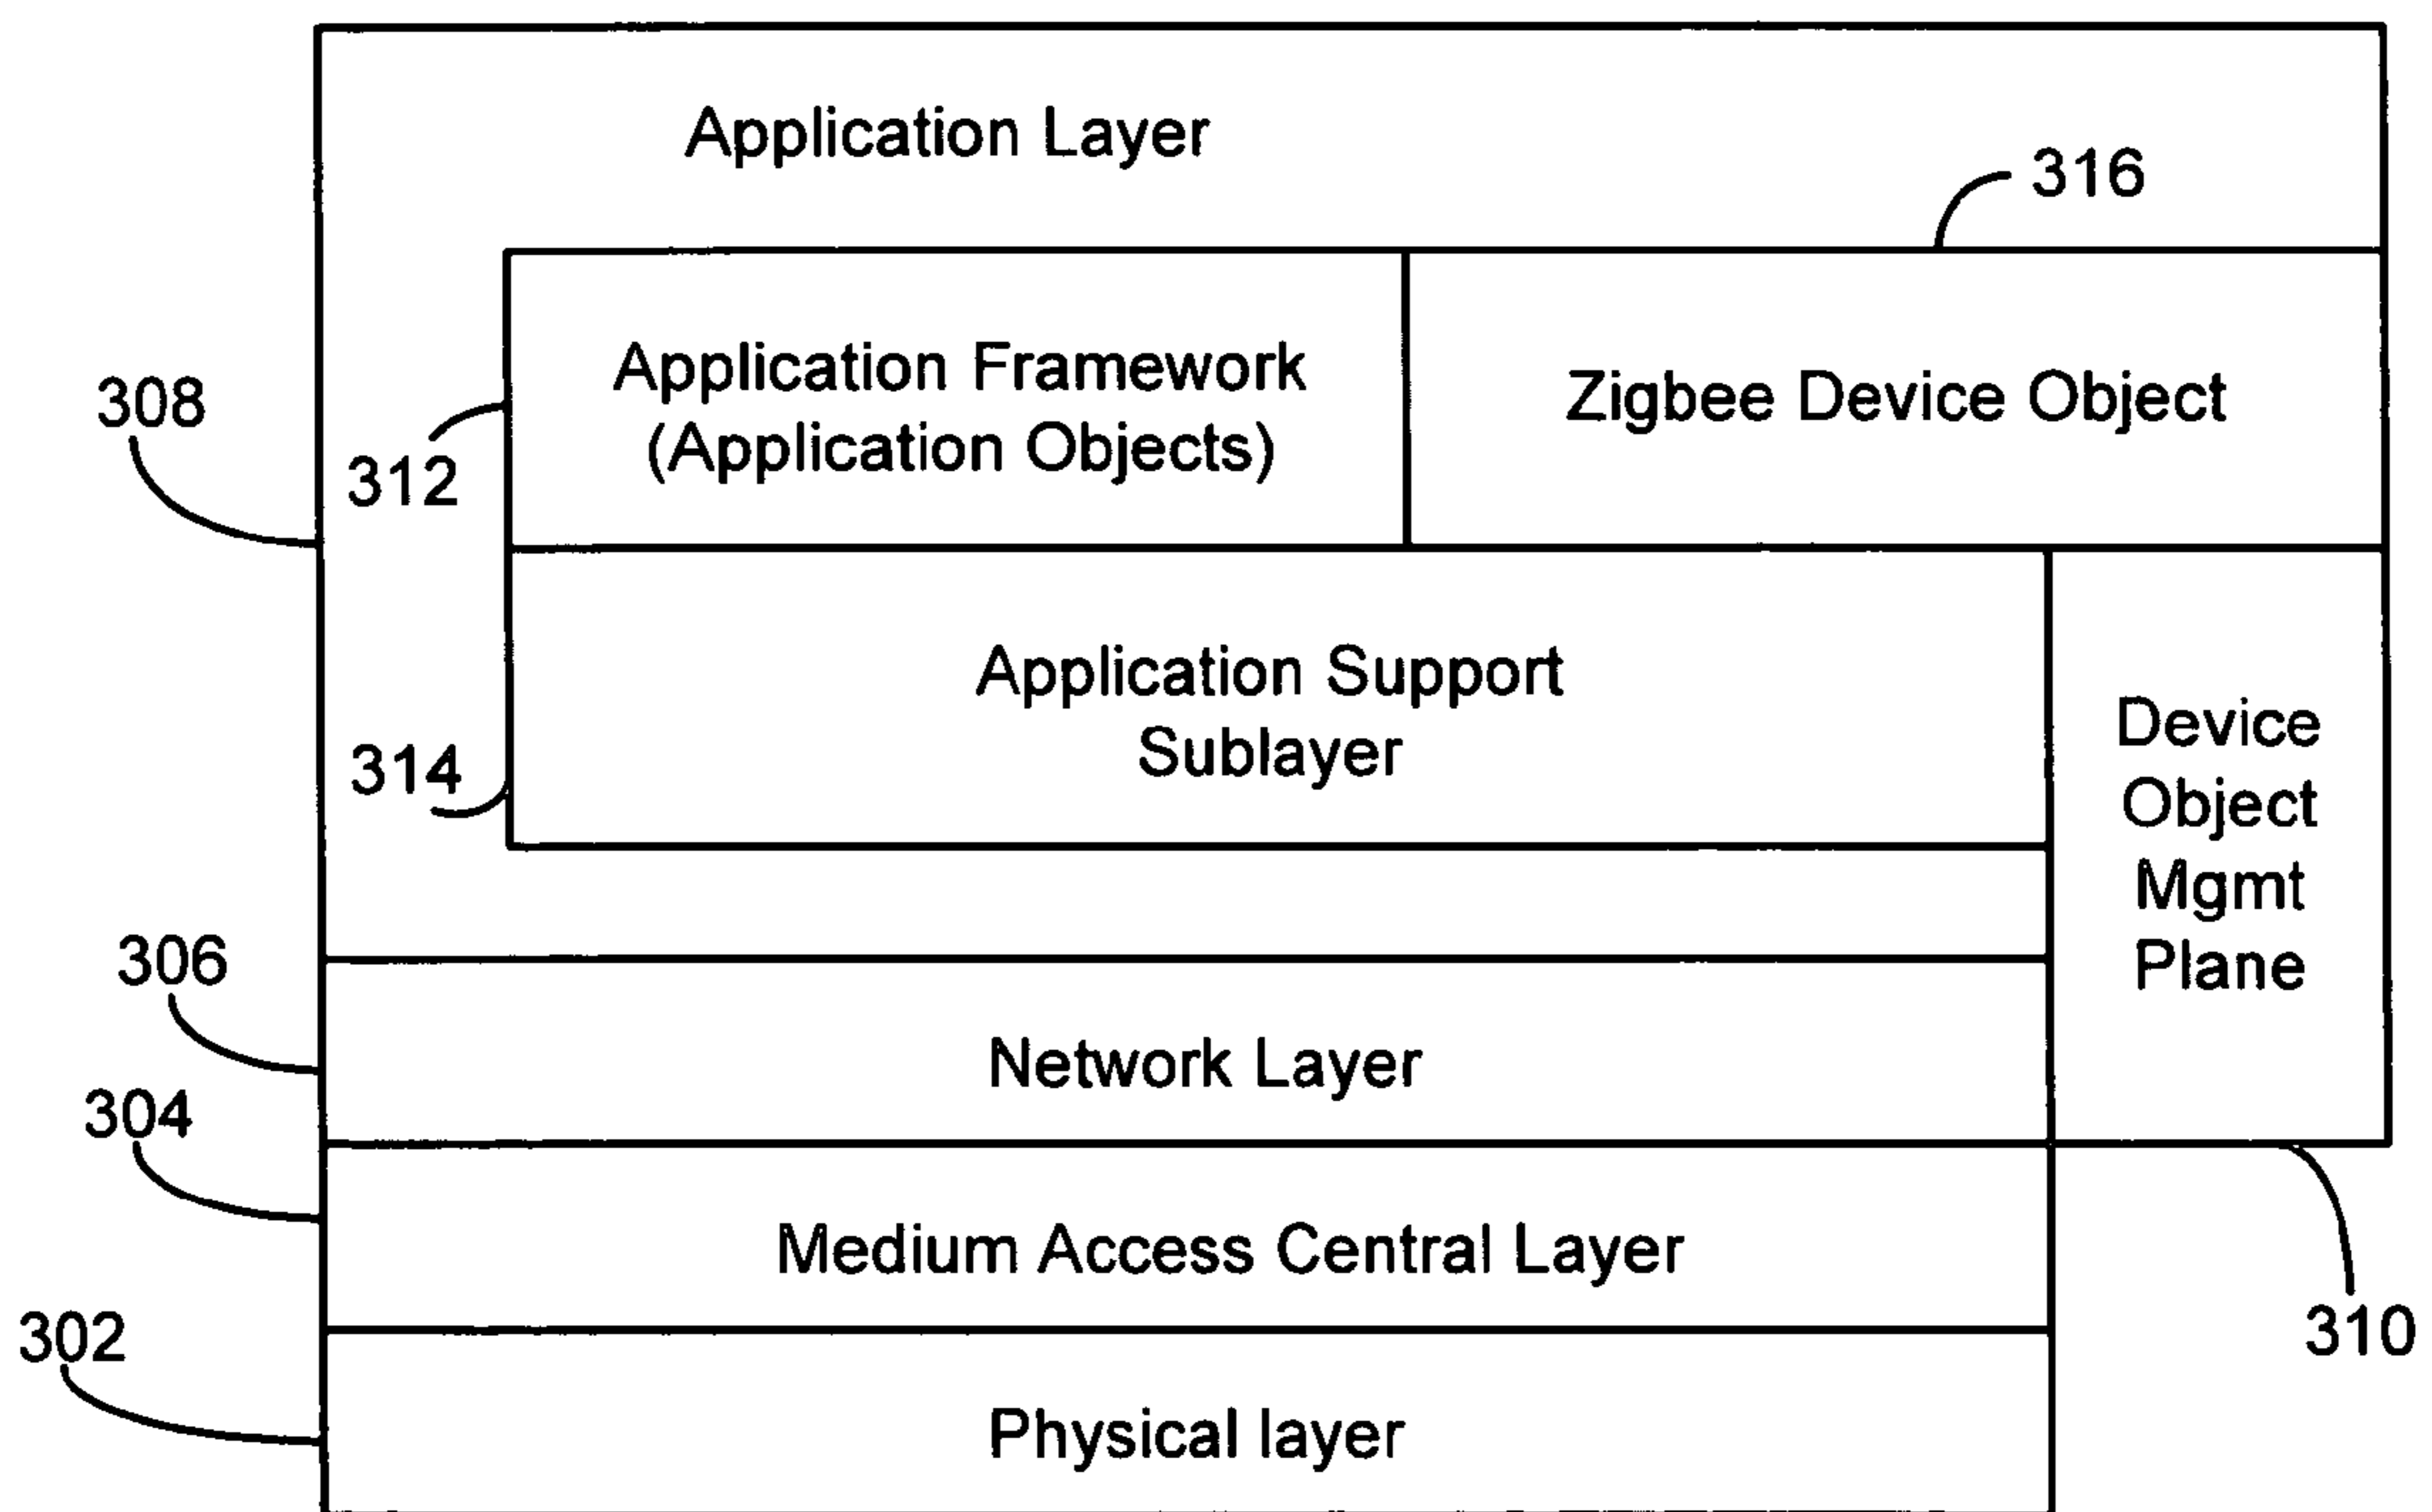 Application Layer
316
Application Framework
(Application Objects)
Zigbee Device Object
308
312
Application Support
Sublayer
314
Device
Object
Mgmt
Plane
306
Network Layer
304
Medium Access Central Layer
302
310
Physical layer